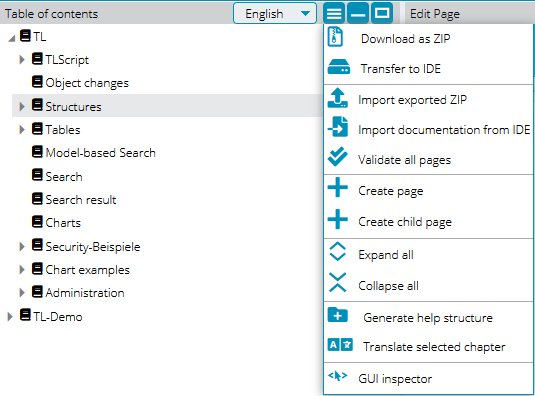 Table of contents
English
Edit Page
TL
TLScript
Object changes
Structures
Tables
Model-based Search
Search
Search result
Charts
Security-Beispiele
Chart examples
Administration
TL-Demo
Download as ZIP
Transfer to IDE
Import exported ZIP
Import documentation from IDE
Validate all pages
Create page
Create child page
Expand all
Collapse all
Generate help structure
Translate selected chapter
GUI inspector